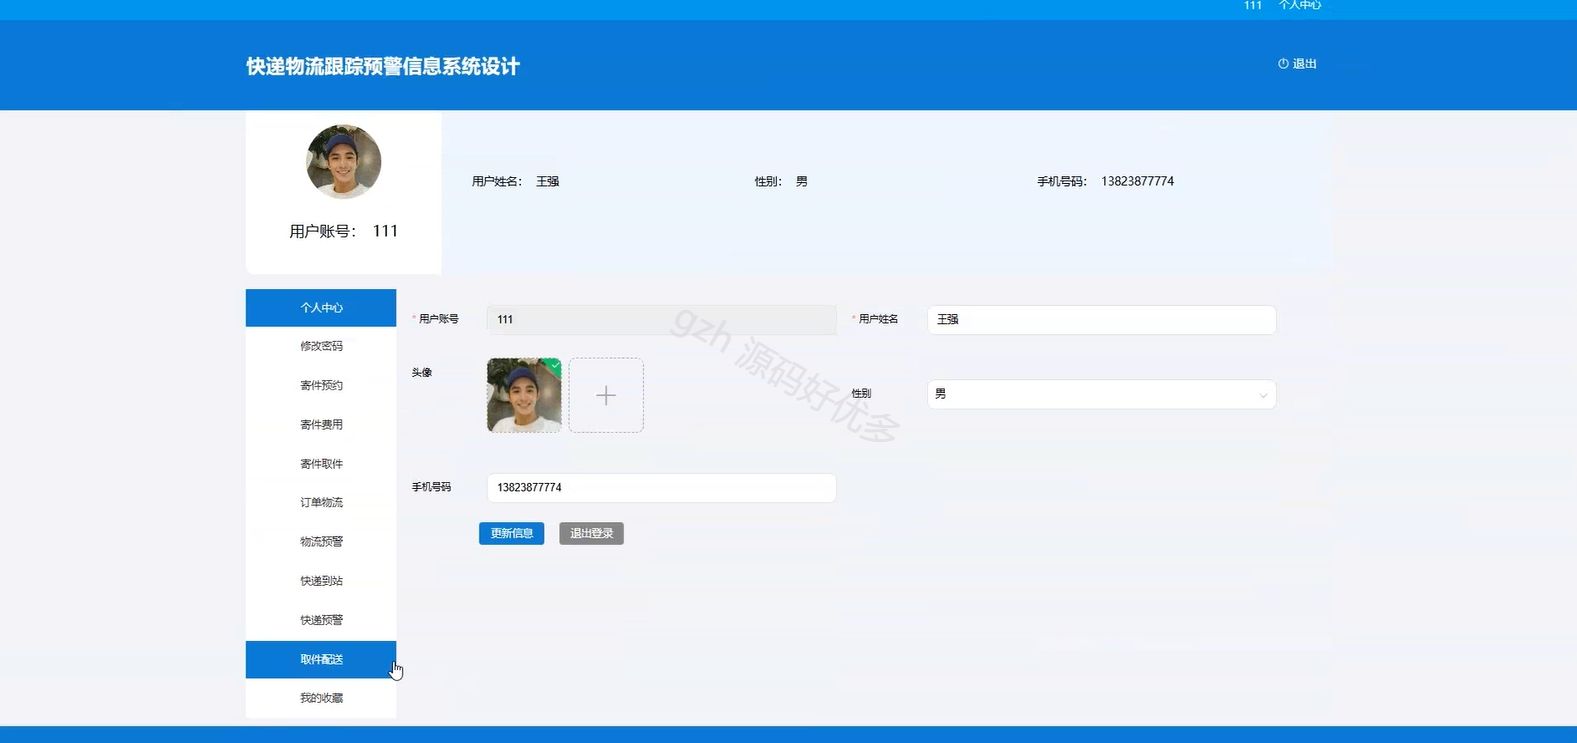 111 个人中心
快递物流跟踪预警信息系统设计
退出
用户姓名： 王强 性别： 男 手机号码： 13823877774
用户账号： 111
个人中心
修改密码
寄件预约
寄件费用
寄件取件
订单物流
物流预警
快递到站
快递预警
取件配送
我的收藏
* 用户账号 111 * 用户姓名 王强
头像
性别 男
手机号码 13823877774
更新信息 退出登录
gzh 源码好优多